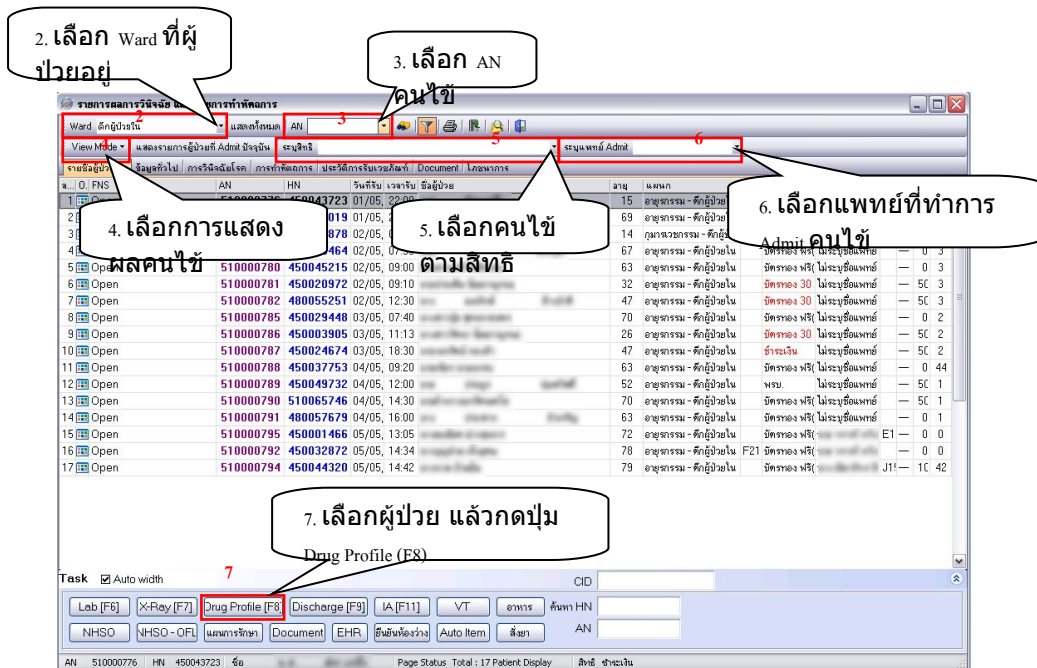 2. เลือก Ward ที่ผู้
ป่วยอยู่
3. เลือก AN
คนไข้
รายการผลการวินิจฉัย และ
ยการทำหัตถการ
Ward ตึกผู้ป่วยใน 2 แสดงทั้งหมด AN 3
View Mode แสดงรายการผู้ป่วยที่ Admit ปัจจุบัน ระบุสิทธิ 5 ระบุแพทย์ Admit 6
ข้อมูลทั่วไป การวินิจฉัยโรค การทำหัตถการ ประวัติการรับเวชภัณฑ์ Document โภชนาการ
O. FNS AN HN วันที่รับ เวลารับ ชื่อผู้ป่วย อายุ แผนก
4. เลือกการแสดง
ผลคนไข้
5. เลือกคนไข้
ตามสิทธิ
6. เลือกแพทย์ที่ทำการ
Admit คนไข้
1 510000776 450043723 01/05, 22:00 15 อายุรกรรม - ตึกผู้ป่วยใน
2 019 01/05, 69 อายุรกรรม - ตึกผู้ป่วยใ
3 878 02/05, 14 กุมารเวชกรรม - ตึกผู้ป
4 464 02/05, 67 อายุรกรรม - ตึกผู้ป่วยใน บัตรทอง ฟรี( ไม่ระบุชื่อแพทย์ — 0 3
5 Open 510000780 450045215 02/05, 09:00 63 อายุรกรรม - ตึกผู้ป่วยใน บัตรทอง ฟรี( ไม่ระบุชื่อแพทย์ — 0 3
6 Open 510000781 450020972 02/05, 09:10 32 อายุรกรรม - ตึกผู้ป่วยใน บัตรทอง 30 ไม่ระบุชื่อแพทย์ — 50 3
7 Open 510000782 480055251 02/05, 12:30 47 อายุรกรรม - ตึกผู้ป่วยใน บัตรทอง 30 ไม่ระบุชื่อแพทย์ — 50 3
8 Open 510000785 450029448 03/05, 07:40 70 อายุรกรรม - ตึกผู้ป่วยใน บัตรทอง ฟรี( ไม่ระบุชื่อแพทย์ — 0 2
9 Open 510000786 450003905 03/05, 11:13 26 อายุรกรรม - ตึกผู้ป่วยใน บัตรทอง 30 ไม่ระบุชื่อแพทย์ — 50 2
10 Open 510000787 450024674 03/05, 18:30 47 อายุรกรรม - ตึกผู้ป่วยใน ชำระเงิน ไม่ระบุชื่อแพทย์ — 50 2
11 Open 510000788 450037753 04/05, 09:20 63 อายุรกรรม - ตึกผู้ป่วยใน บัตรทอง ฟรี( ไม่ระบุชื่อแพทย์ — 0 44
12 Open 510000789 450049732 04/05, 12:00 52 อายุรกรรม - ตึกผู้ป่วยใน พรบ. ไม่ระบุชื่อแพทย์ — 50 1
13 Open 510000790 510065746 04/05, 14:30 70 อายุรกรรม - ตึกผู้ป่วยใน บัตรทอง ฟรี( ไม่ระบุชื่อแพทย์ — 50 1
14 Open 510000791 480057679 04/05, 16:00 63 อายุรกรรม - ตึกผู้ป่วยใน บัตรทอง ฟรี( ไม่ระบุชื่อแพทย์ — 0 1
15 Open 510000795 450001466 05/05, 13:05 72 อายุรกรรม - ตึกผู้ป่วยใน บัตรทอง ฟรี( E1 — 0 0
16 Open 510000792 450032872 05/05, 14:34 78 อายุรกรรม - ตึกผู้ป่วยใน F21 บัตรทอง ฟรี( — 0 0
17 Open 510000794 450044320 05/05, 14:42 79 อายุรกรรม - ตึกผู้ป่วยใน บัตรทอง ฟรี( J1! — 10 42
7. เลือกผู้ป่วย แล้วกดปุ่ม
Drug Profile (F8)
Task Auto width 7 CID
Lab [F6] X-Ray [F7] Drug Profile [F8] Discharge [F9] IA [F11] VT อาหาร ค้นหา HN
NHSO NHSO - OFL แผนการรักษา Document EHR ยืนยันห้องว่าง Auto Item สั่งยา AN
AN 510000776 HN 450043723 ชื่อ Page Status Total : 17 Patient Display สิทธิ ชำระเงิน